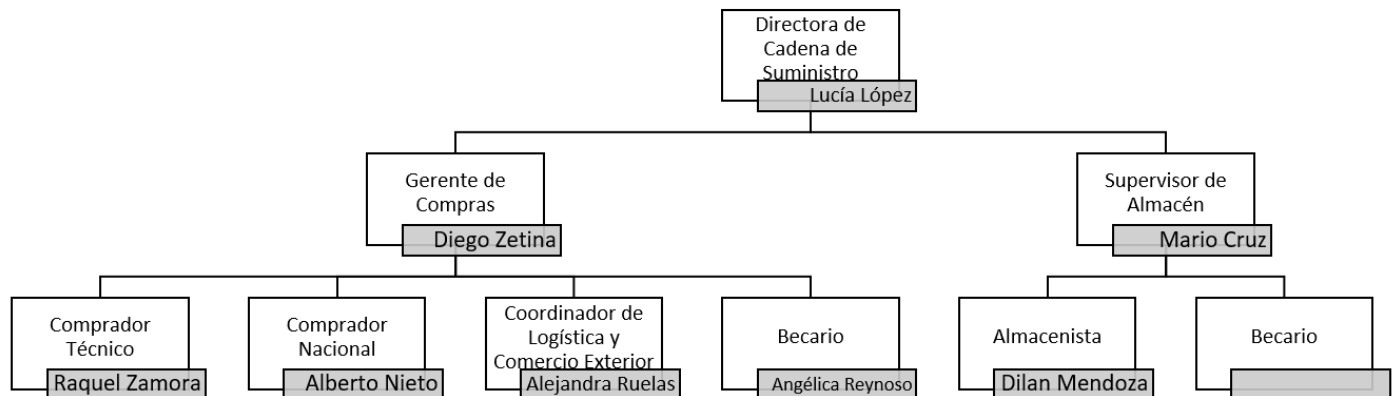 Directora de
Cadena de
Suministro
Lucía López
Gerente de
Compras
Diego Zetina
Supervisor de
Almacén
Mario Cruz
Comprador
Técnico
Raquel Zamora
Comprador
Nacional
Alberto Nieto
Coordinador de
Logística y
Comercio Exterior
Alejandra Ruelas
Becario
Angélica Reynoso
Almacenista
Dilan Mendoza
Becario